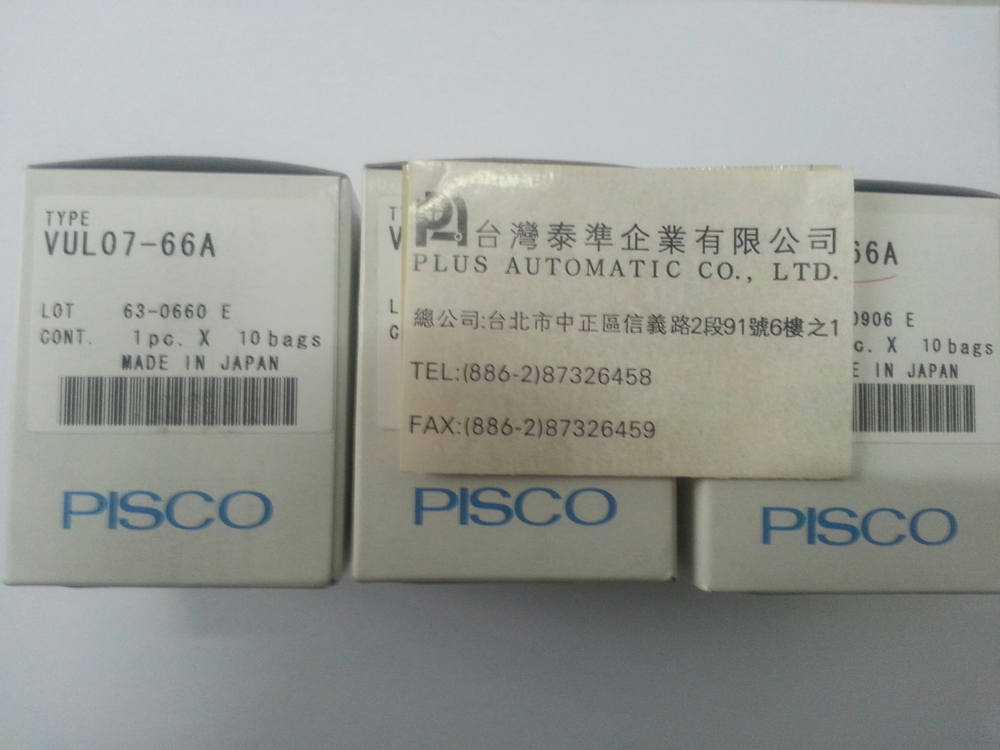 TYPE
VUL07-66A
LOT 63-0660 E
CONT. 1pc. X 10bags
MADE IN JAPAN
PISCO
PISCO
台灣泰準企業有限公司
PLUS AUTOMATIC CO., LTD.
總公司:台北市中正區信義路2段91號6樓之1
TEL:(886-2)87326458
FAX:(886-2)87326459
66A
0906 E
c. X 10bags
E IN JAPAN
PISCO